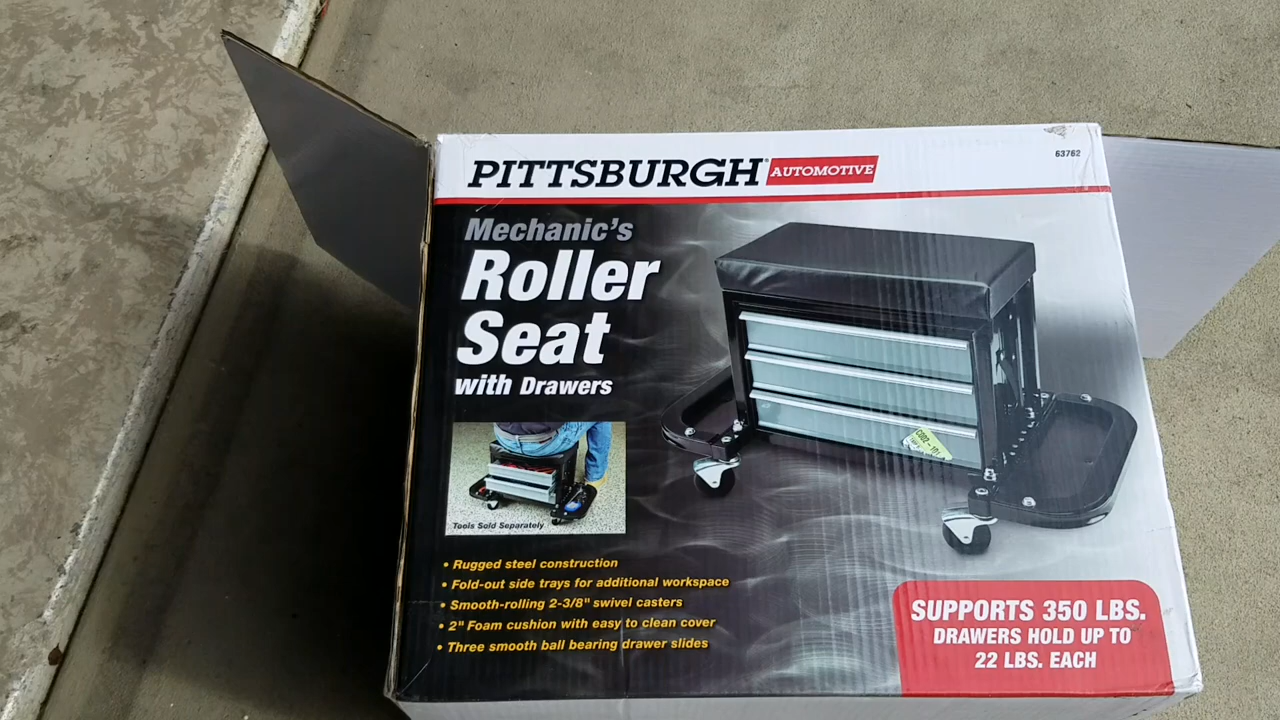 PITTSBURGH® AUTOMOTIVE
63762
Mechanic's
Roller
Seat
with Drawers
Tools Sold Separately
• Rugged steel construction
• Fold-out side trays for additional workspace
• Smooth-rolling 2-3/8" swivel casters
• 2" Foam cushion with easy to clean cover
• Three smooth ball bearing drawer slides
SUPPORTS 350 LBS.
DRAWERS HOLD UP TO
22 LBS. EACH